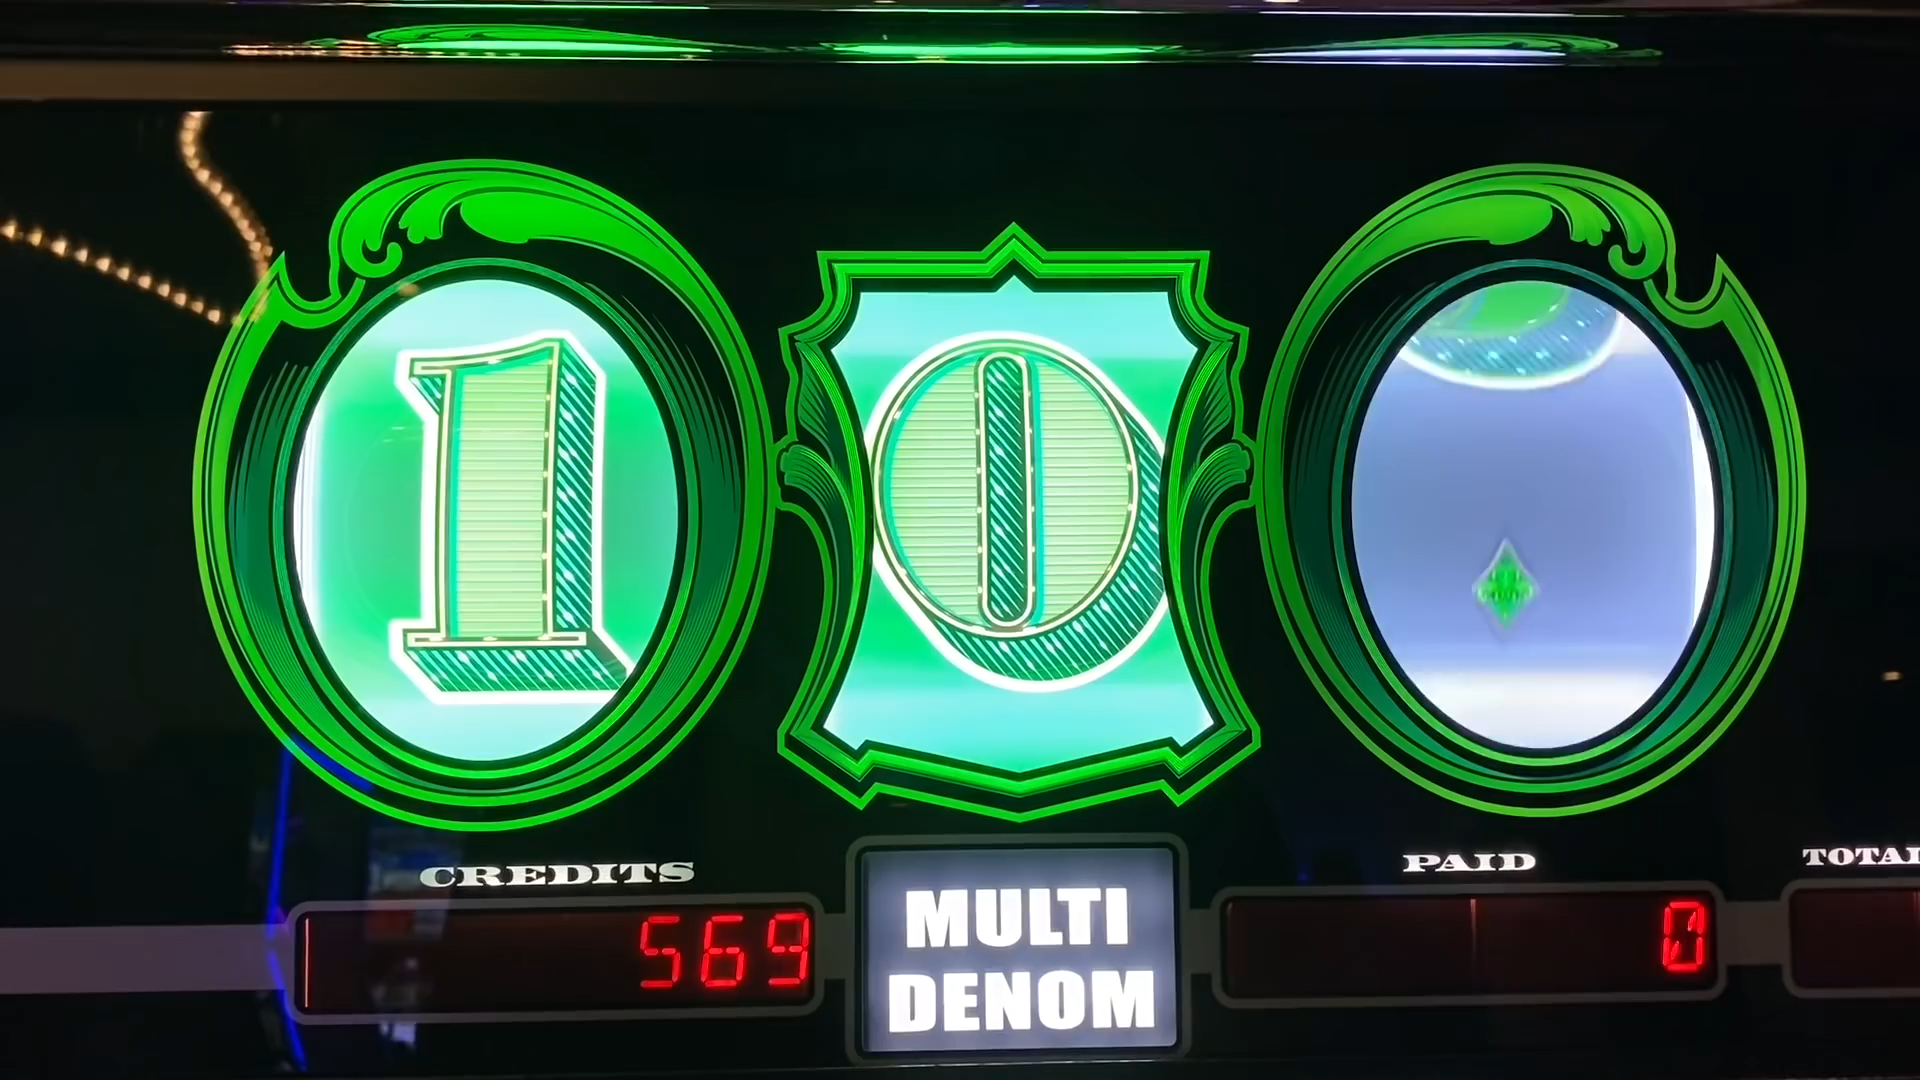 1 0
CREDITS
569
MULTI
DENOM
PAID
0
TOTAL